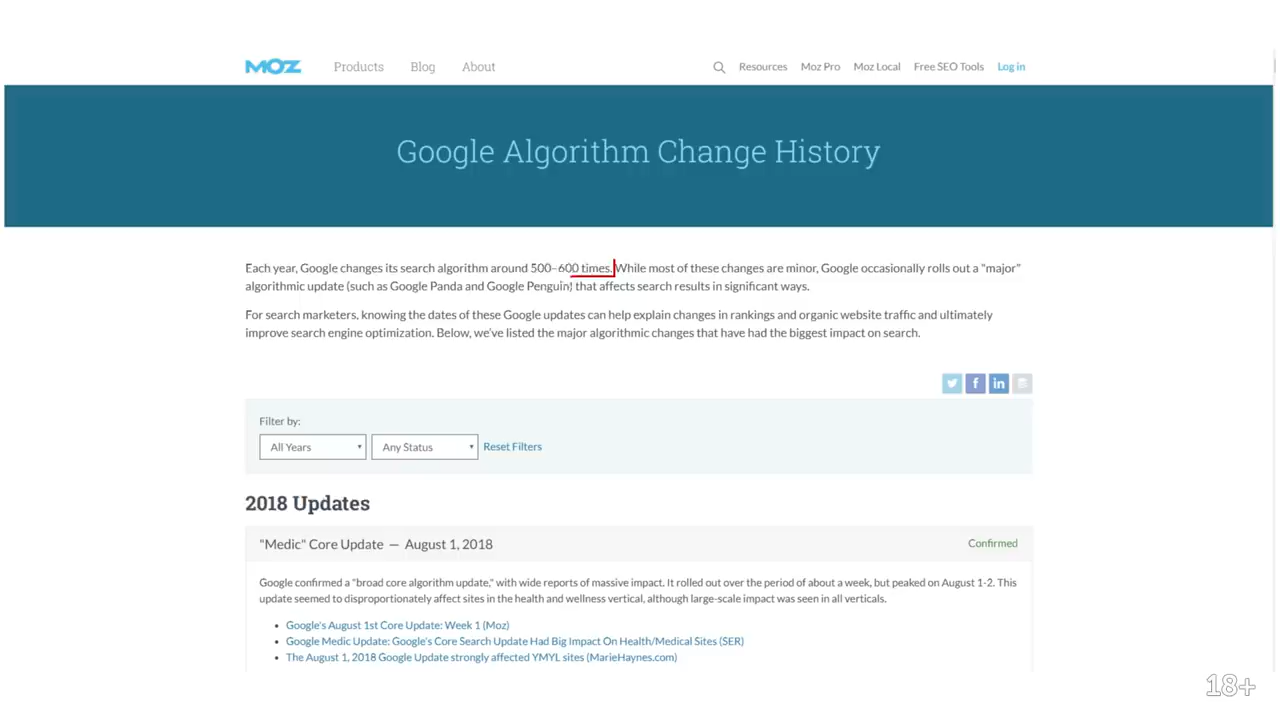 MOZ Products Blog About Resources Moz Pro Moz Local Free SEO Tools Log in
Google Algorithm Change History
Each year, Google changes its search algorithm around 500–600 times. While most of these changes are minor, Google occasionally rolls out a "major"
algorithmic update (such as Google Panda and Google Penguin) that affects search results in significant ways.
For search marketers, knowing the dates of these Google updates can help explain changes in rankings and organic website traffic and ultimately
improve search engine optimization. Below, we've listed the major algorithmic changes that have had the biggest impact on search.
Filter by:
All Years Any Status Reset Filters
2018 Updates
"Medic" Core Update — August 1, 2018 Confirmed
Google confirmed a "broad core algorithm update," with wide reports of massive impact. It rolled out over the period of about a week, but peaked on August 1-2. This
update seemed to disproportionately affect sites in the health and wellness vertical, although large-scale impact was seen in all verticals.
• Google's August 1st Core Update: Week 1 (Moz)
• Google Medic Update: Google's Core Search Update Had Big Impact On Health/Medical Sites (SER)
• The August 1, 2018 Google Update strongly affected YMYL sites (MarieHaynes.com)
18+